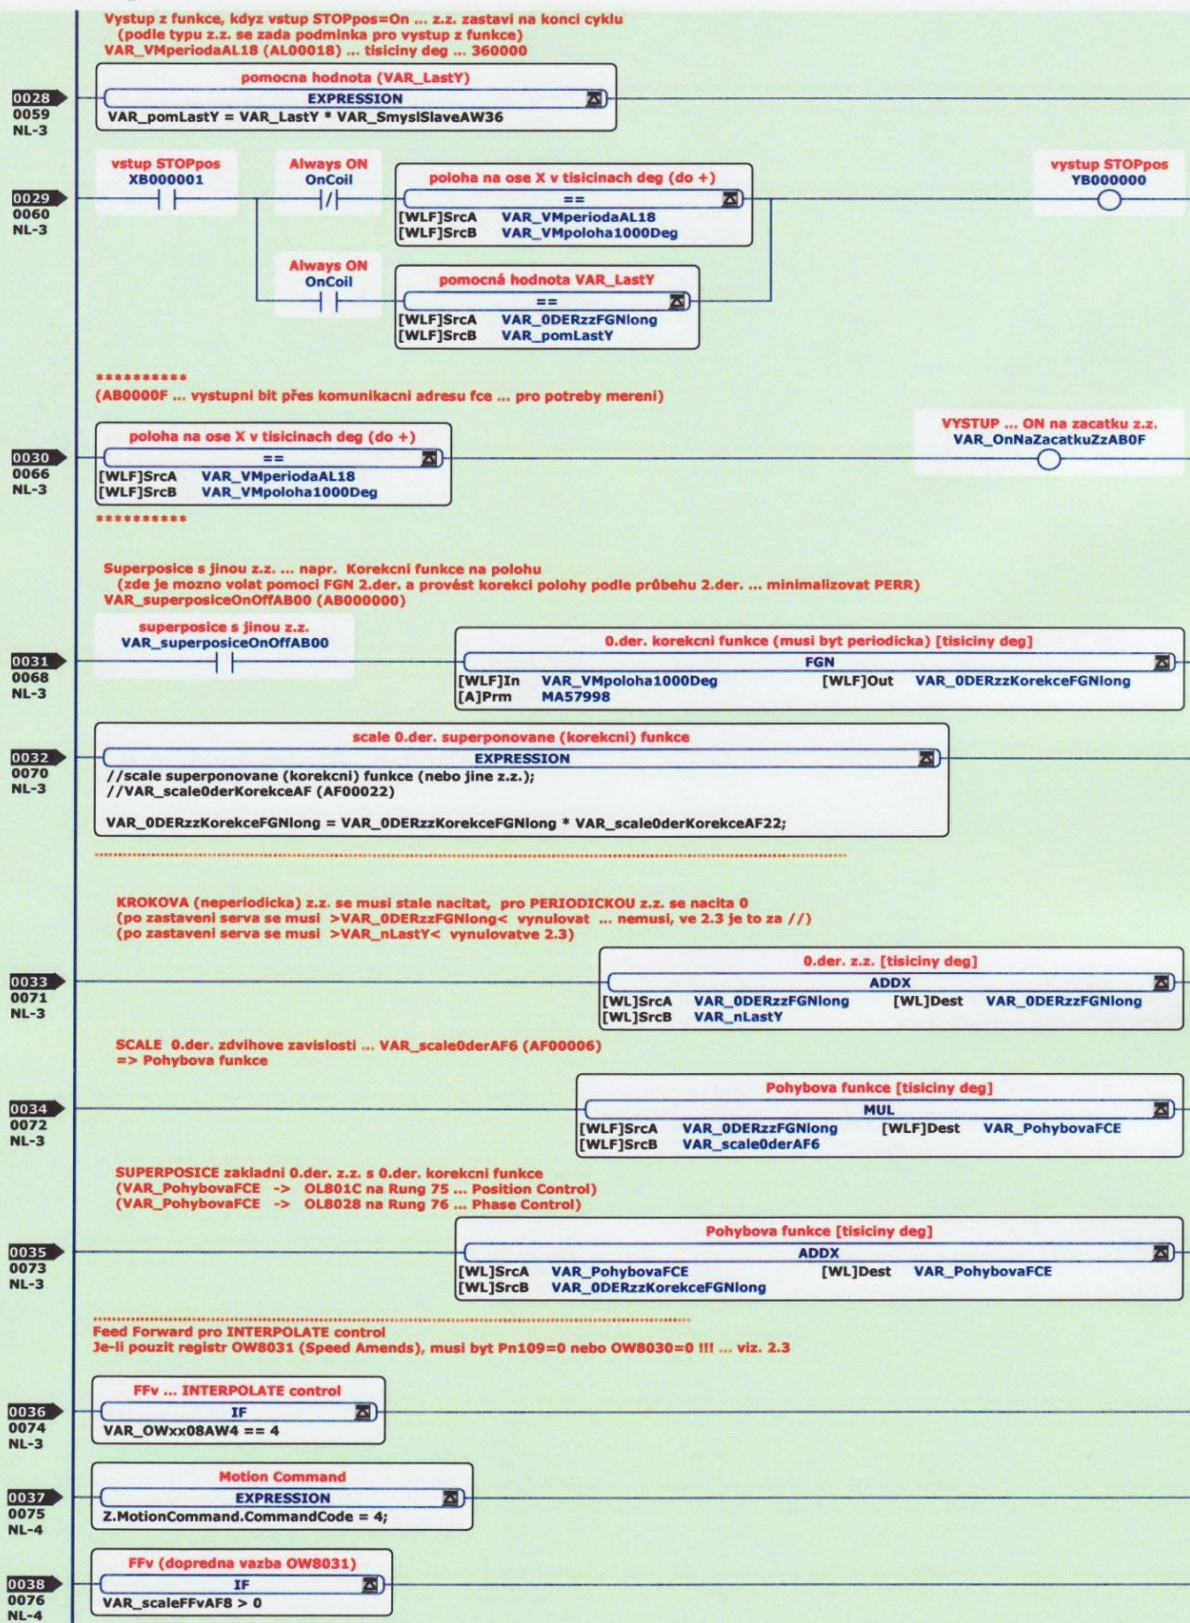 Vystup z funkce, kdyz vstup STOPpos=On ... z.z. zastavi na konci cyklu
(podle typu z.z. se zada podminka pro vystup z funkce)
VAR_VMperiodaAL18 (AL00018) ... tisiciny deg ... 360000
pomocna hodnota (VAR_LastY)
0028
EXPRESSION
0059
VAR_pomLastY = VAR_LastY * VAR_SmyslSlaveAW36
NL-3
vstup STOPpos
XB000001
Always ON
OnCoil
poloha na ose X v tisicinach deg (do +)
vystup STOPpos
YB000000
0029
==
0060
[WLF]SrcA VAR_VMperiodaAL18
NL-3
[WLF]SrcB VAR_VMpoloha1000Deg
Always ON
OnCoil
pomocná hodnota VAR_LastY
==
[WLF]SrcA VAR_0DERzzFGNlong
[WLF]SrcB VAR_pomLastY
**********
(AB0000F ... vystupni bit přes komunikacni adresu fce ... pro potreby mereni)
poloha na ose X v tisicinach deg (do +)
VYSTUP ... ON na zacatku z.z.
VAR_OnNaZacatkuZzAB0F
0030
==
0066
[WLF]SrcA VAR_VMperiodaAL18
NL-3
[WLF]SrcB VAR_VMpoloha1000Deg
**********
Superposice s jinou z.z. ... napr. Korekcni funkce na polohu
(zde je mozno volat pomoci FGN 2.der. a provést korekci polohy podle průbehu 2.der. ... minimalizovat PERR)
VAR_superposiceOnOffAB00 (AB000000)
superposice s jinou z.z.
VAR_superposiceOnOffAB00
0.der. korekcni funkce (musi byt periodicka) [tisiciny deg]
0031
FGN
0068
[WLF]In VAR_VMpoloha1000Deg [WLF]Out VAR_0DERzzKorekceFGNlong
NL-3
[A]Prm MA57998
scale 0.der. superponovane (korekcni) funkce
0032
EXPRESSION
0070
//scale superponovane (korekcni) funkce (nebo jine z.z.);
NL-3
//VAR_scale0derKorekceAF (AF00022)
VAR_0DERzzKorekceFGNlong = VAR_0DERzzKorekceFGNlong * VAR_scale0derKorekceAF22;
KROKOVA (neperiodicka) z.z. se musi stale nacitat, pro PERIODICKOU z.z. se nacita 0
(po zastaveni serva se musi >VAR_0DERzzFGNlong< vynulovat ... nemusi, ve 2.3 je to za //)
(po zastaveni serva se musi >VAR_nLastY< vynulovatve 2.3)
0.der. z.z. [tisiciny deg]
0033
ADDX
0071
[WL]SrcA VAR_0DERzzFGNlong [WL]Dest VAR_0DERzzFGNlong
NL-3
[WL]SrcB VAR_nLastY
SCALE 0.der. zdvihove zavislosti ... VAR_scale0derAF6 (AF00006)
=> Pohybova funkce
Pohybova funkce [tisiciny deg]
0034
MUL
0072
[WLF]SrcA VAR_0DERzzFGNlong [WLF]Dest VAR_PohybovaFCE
NL-3
[WLF]SrcB VAR_scale0derAF6
SUPERPOSICE zakladni 0.der. z.z. s 0.der. korekcni funkce
(VAR_PohybovaFCE -> OL801C na Rung 75 ... Position Control)
(VAR_PohybovaFCE -> OL8028 na Rung 76 ... Phase Control)
Pohybova funkce [tisiciny deg]
0035
ADDX
0073
[WL]SrcA VAR_PohybovaFCE [WL]Dest VAR_PohybovaFCE
NL-3
[WL]SrcB VAR_0DERzzKorekceFGNlong
Feed Forward pro INTERPOLATE control
Je-li pouzit registr OW8031 (Speed Amends), musi byt Pn109=0 nebo OW8030=0 !!! ... viz. 2.3
FFv ... INTERPOLATE control
0036
IF
0074
VAR_OWxx08AW4 == 4
NL-3
Motion Command
0037
EXPRESSION
0075
Z.MotionCommand.CommandCode = 4;
NL-4
FFv (dopredna vazba OW8031)
0038
IF
0076
VAR_scaleFFvAF8 > 0
NL-4